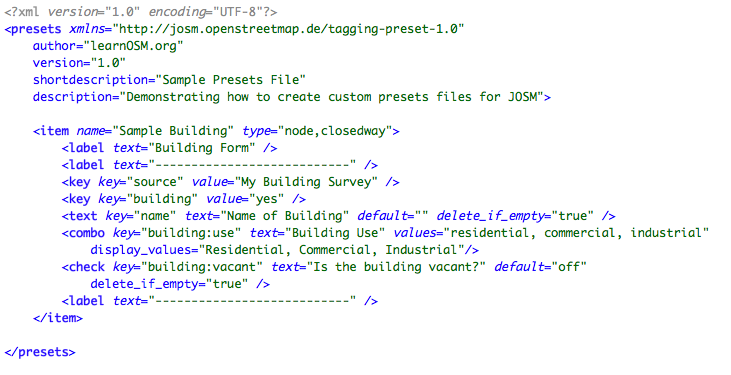 <?xml version="1.0" encoding="UTF-8"?>
<presets xmlns="http://josm.openstreetmap.de/tagging-preset-1.0"
    author="learnOSM.org"
    version="1.0"
    shortdescription="Sample Presets File"
    description="Demonstrating how to create custom presets files for JOSM">

    <item name="Sample Building" type="node,closedway">
        <label text="Building Form" />
        <label text="---------------------------" />
        <key key="source" value="My Building Survey" />
        <key key="building" value="yes" />
        <text key="name" text="Name of Building" default="" delete_if_empty="true" />
        <combo key="building:use" text="Building Use" values="residential, commercial, industrial"
            display_values="Residential, Commercial, Industrial"/>
        <check key="building:vacant" text="Is the building vacant?" default="off"
            delete_if_empty="true" />
        <label text="---------------------------" />
    </item>

</presets>